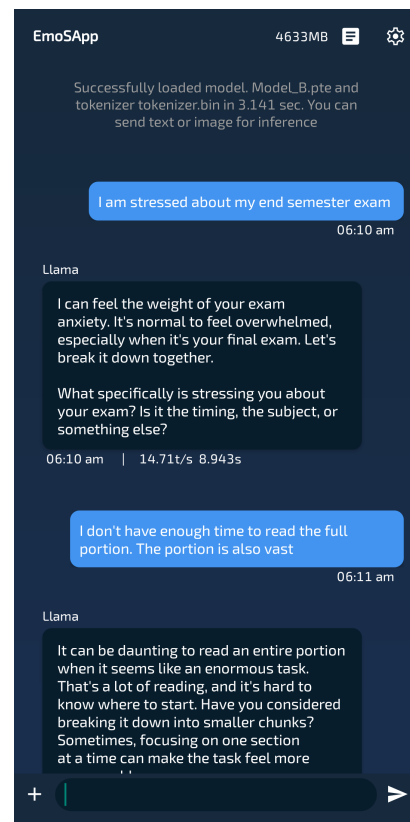 EmoSApp 4633MB
Successfully loaded model. Model_B.pte and
tokenizer tokenizer.bin in 3.141 sec. You can
send text or image for inference
I am stressed about my end semester exam
06:10 am
Llama
I can feel the weight of your exam
anxiety. It's normal to feel overwhelmed,
especially when it's your final exam. Let's
break it down together.
What specifically is stressing you about
your exam? Is it the timing, the subject, or
something else?
06:10 am | 14.71t/s 8.943s
I don't have enough time to read the full
portion. The portion is also vast
06:11 am
Llama
It can be daunting to read an entire portion
when it seems like an enormous task.
That's a lot of reading, and it's hard to
know where to start. Have you considered
breaking it down into smaller chunks?
Sometimes, focusing on one section
at a time can make the task feel more